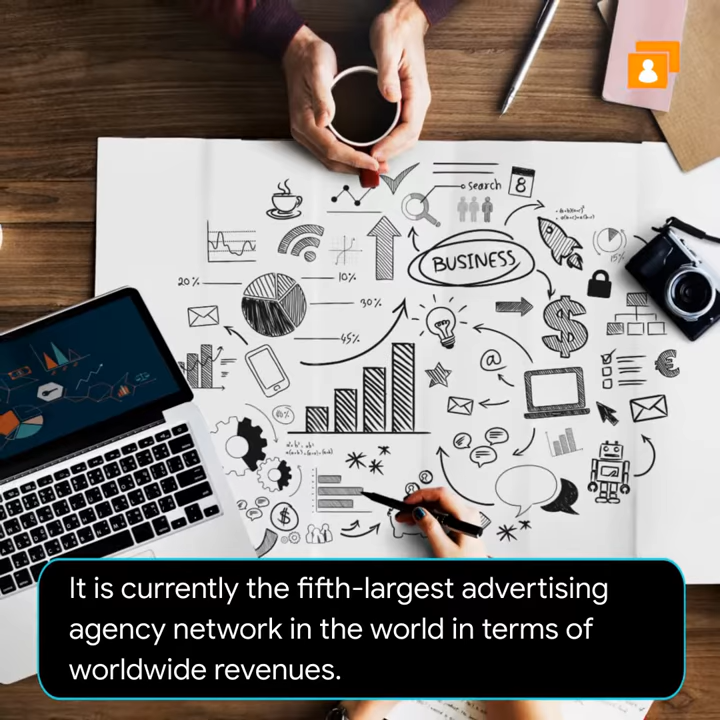 search
8
BUSINESS
15%
20%
10%
30%
45%
$
@
€
$
It is currently the fifth-largest advertising
agency network in the world in terms of
worldwide revenues.